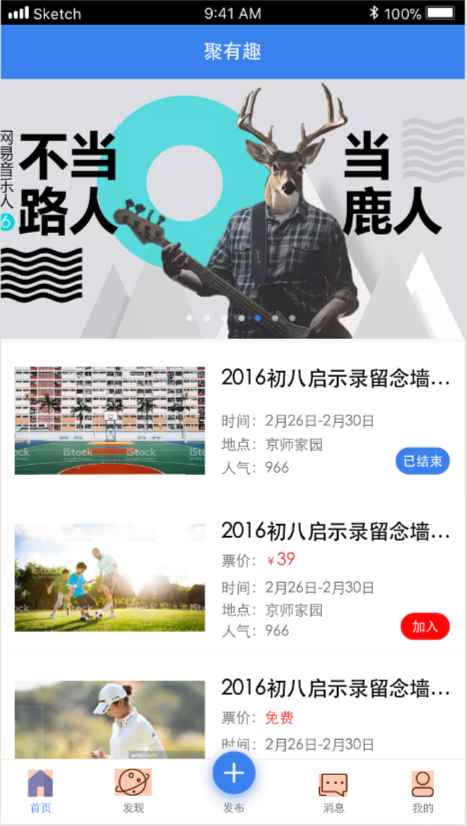 Sketch 9:41 AM 100%
聚有趣
网易音乐人
6
不当
路人
当
鹿人
2016初八启示录留念墙...
时间：2月26日-2月30日
地点：京师家园
人气：966
已结束
iStock iStock
2016初八启示录留念墙...
票价：￥39
时间：2月26日-2月30日
地点：京师家园
人气：966
加入
iStock
2016初八启示录留念墙...
票价：免费
时间：2月26日-2月30日
首页 发现 发布 消息 我的